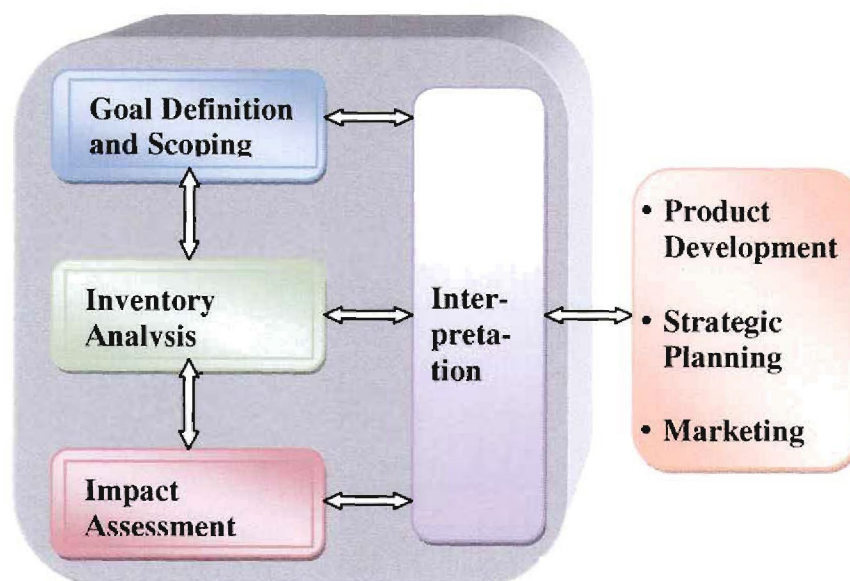 Goal Definition
and Scoping
Inventory
Analysis
Impact
Assessment
Inter-
preta-
tion
• Product
Development
• Strategic
Planning
• Marketing